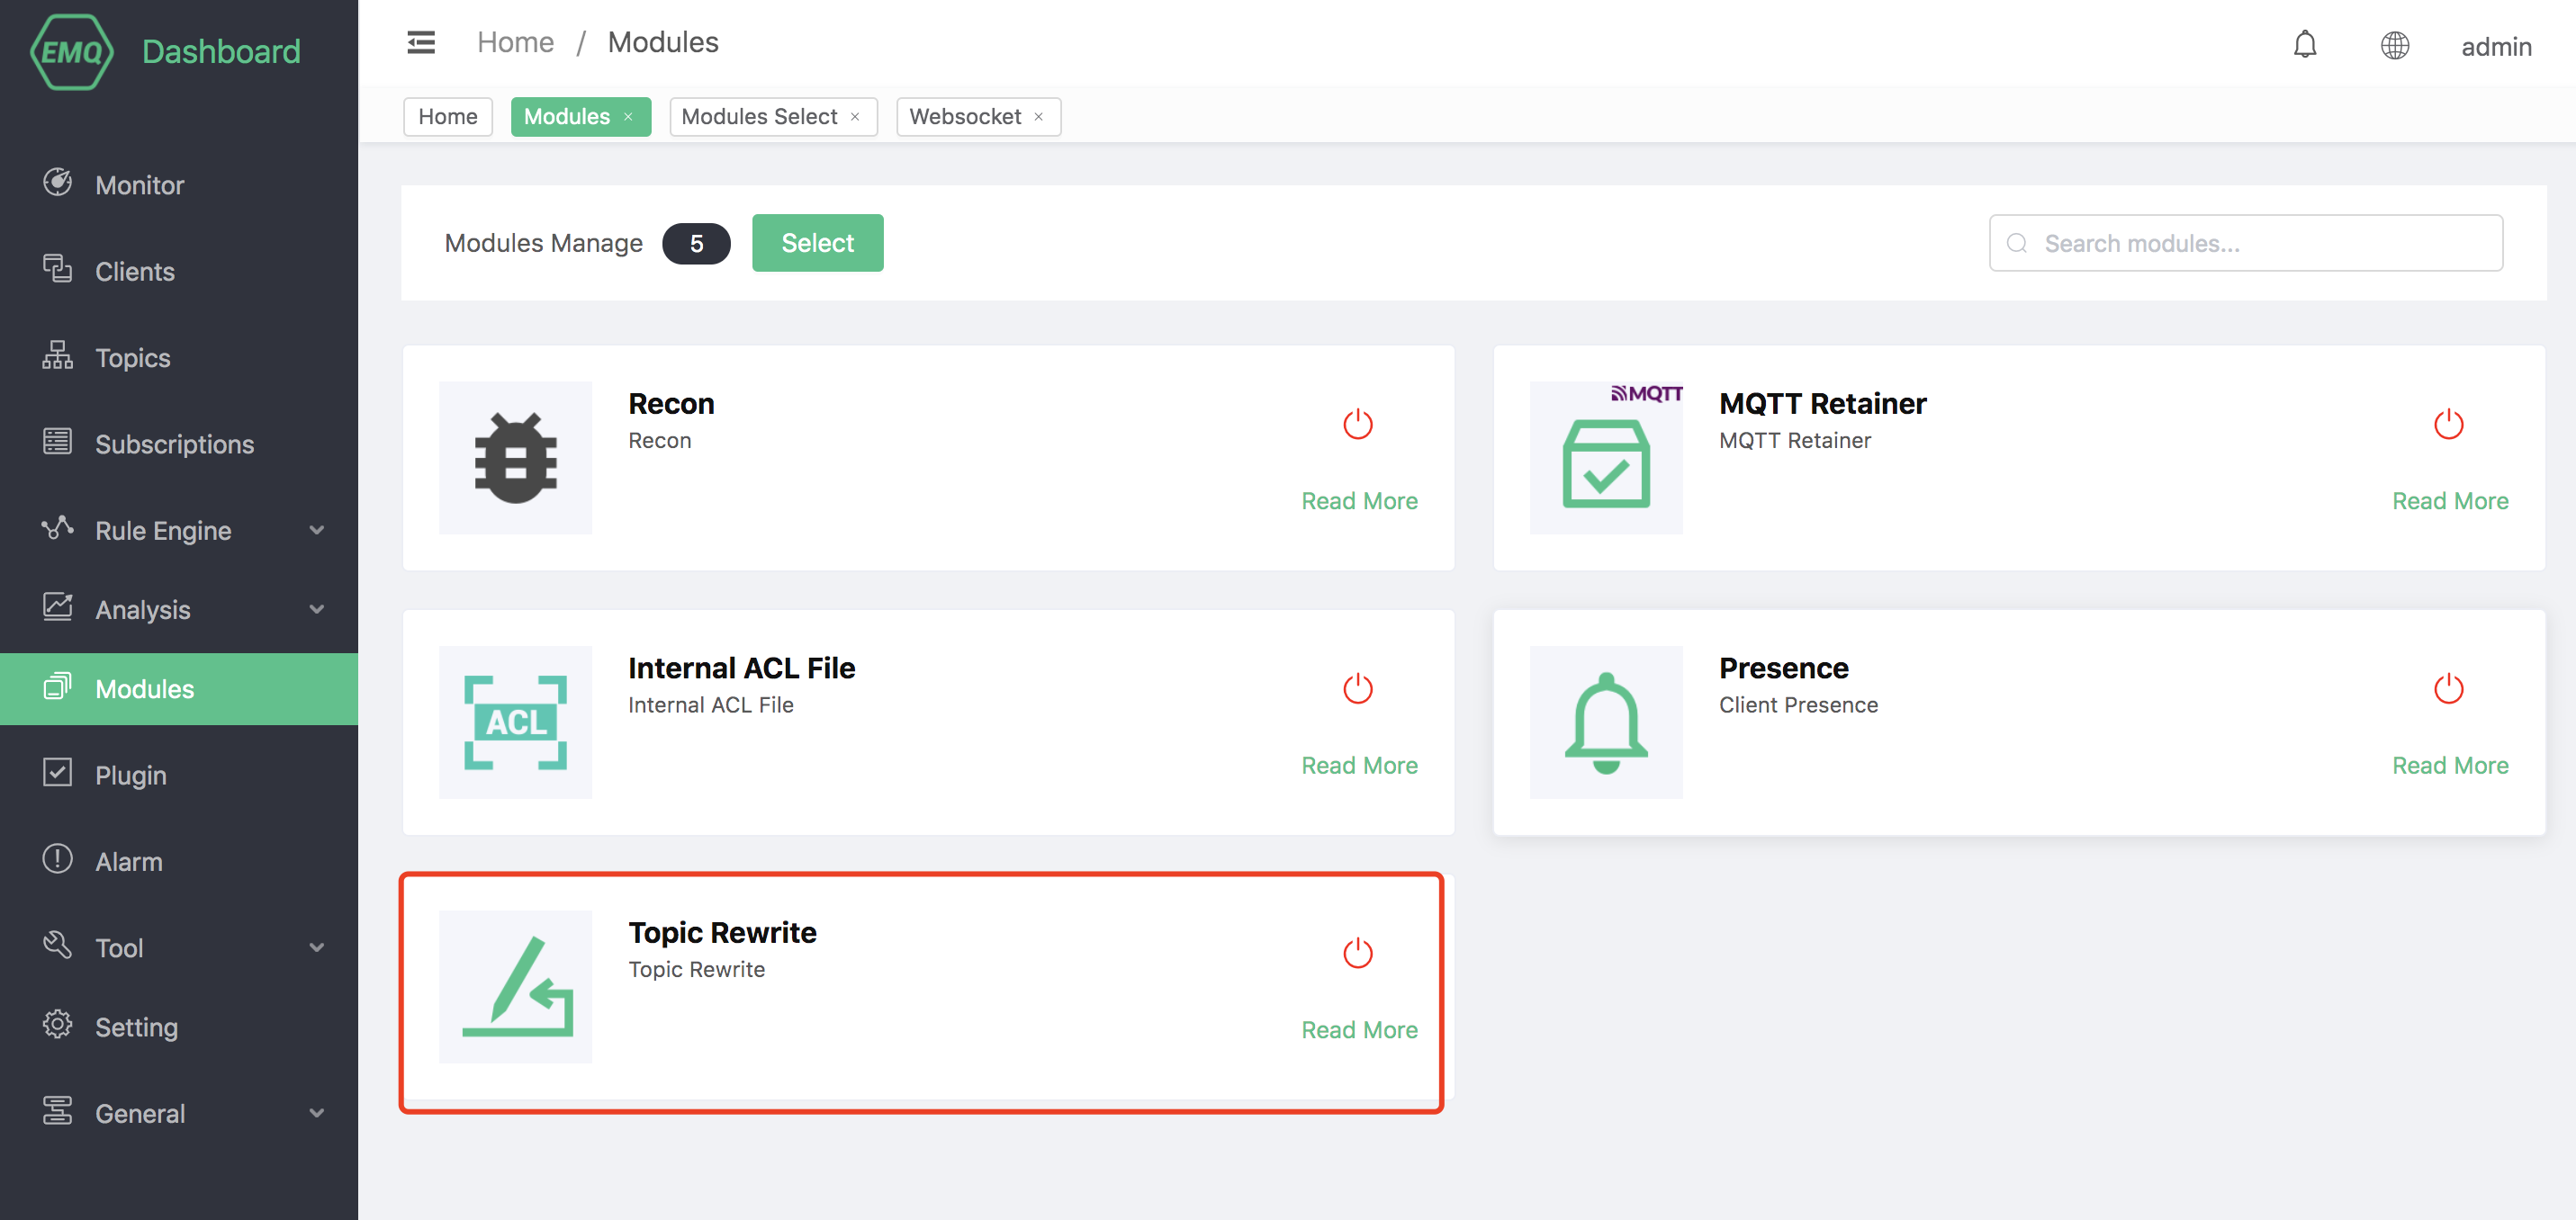 EMQ Dashboard
Home / Modules
admin
Home
Modules ×
Modules Select ×
Websocket ×
Monitor
Clients
Topics
Subscriptions
Rule Engine
Analysis
Modules
Plugin
Alarm
Tool
Setting
General
Modules Manage 5 Select
Search modules...
Recon
Recon
Read More
MQTT
MQTT Retainer
MQTT Retainer
Read More
ACL
Internal ACL File
Internal ACL File
Read More
Presence
Client Presence
Read More
Topic Rewrite
Topic Rewrite
Read More